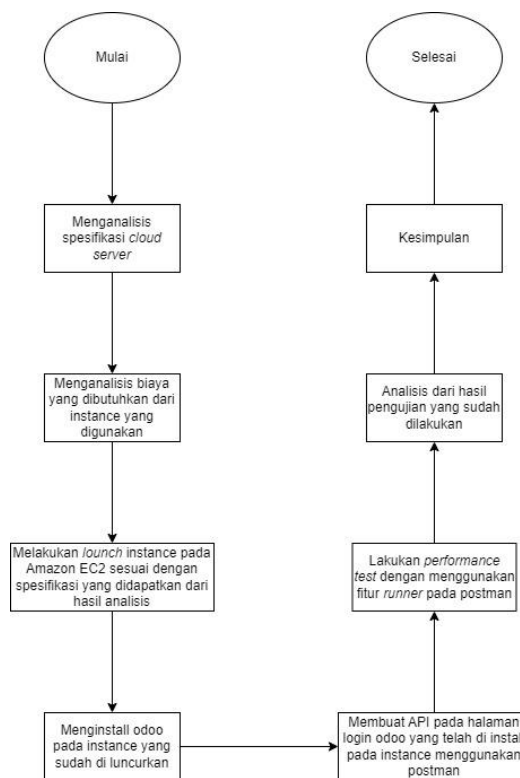 Mulai
Menganalisis
spesifikasi cloud
server
Menganalisis biaya
yang dibutuhkan dari
instance yang
digunakan
Melakukan lounch instance pada
Amazon EC2 sesuai dengan
spesifikasi yang didapatkan dari
hasil analisis
Menginstall odoo
pada instance yang
sudah di luncurkan
Membuat API pada halaman
login odoo yang telah di instal
pada instance menggunakan
postman
Lakukan performance
test dengan menggunakan
fitur runner pada postman
Analisis dari hasil
pengujian yang sudah
dilakukan
Kesimpulan
Selesai